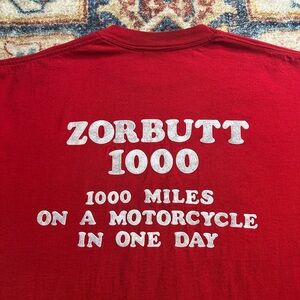 ZORBUTT
1000
1000 MILES
ON A MOTORCYCLE
IN ONE DAY